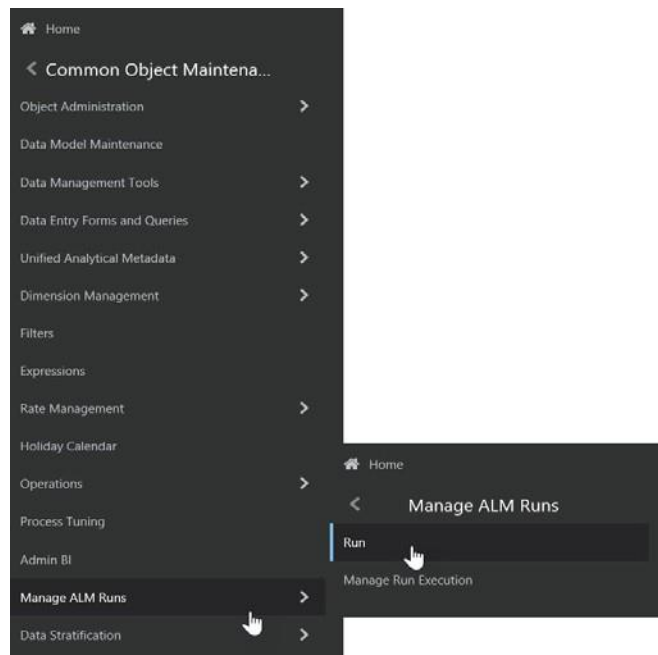 Home
Common Object Maintena...
Object Administration
Data Model Maintenance
Data Management Tools
Data Entry Forms and Queries
Unified Analytical Metadata
Dimension Management
Filters
Expressions
Rate Management
Holiday Calendar
Operations
Process Tuning
Admin BI
Manage ALM Runs
Data Stratification
Home
Manage ALM Runs
Run
Manage Run Execution